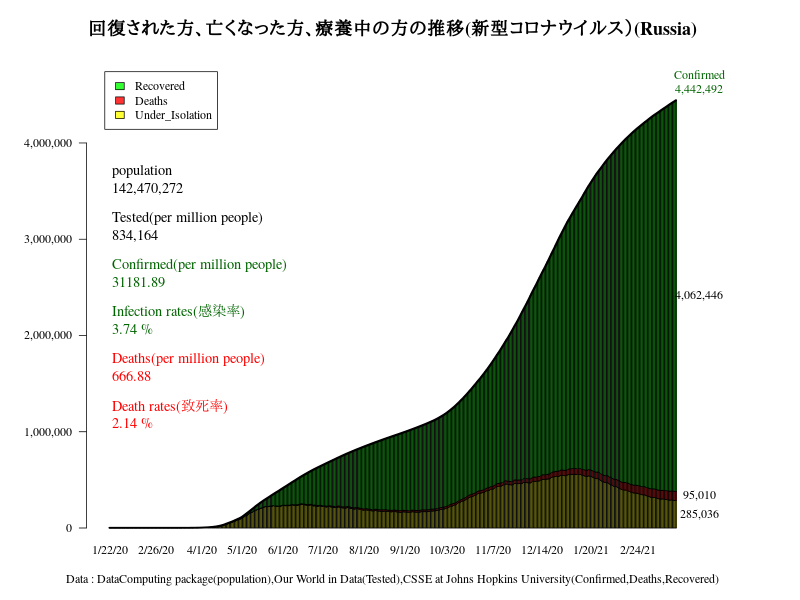 回復された方、亡くなった方、療養中の方の推移(新型コロナウイルス）(Russia)
Recovered
Deaths
Under_Isolation
Confirmed
4,442,492
4,000,000
3,000,000
2,000,000
1,000,000
0
population
142,470,272
Tested(per million people)
834,164
Confirmed(per million people)
31181.89
Infection rates(感染率)
3.74 %
Deaths(per million people)
666.88
Death rates(致死率)
2.14 %
4,062,446
95,010
285,036
1/22/20 2/26/20 4/1/20 5/1/20 6/1/20 7/1/20 8/1/20 9/1/20 10/3/20 11/7/20 12/14/20 1/20/21 2/24/21
Data : DataComputing package(population),Our World in Data(Tested),CSSE at Johns Hopkins University(Confirmed,Deaths,Recovered)